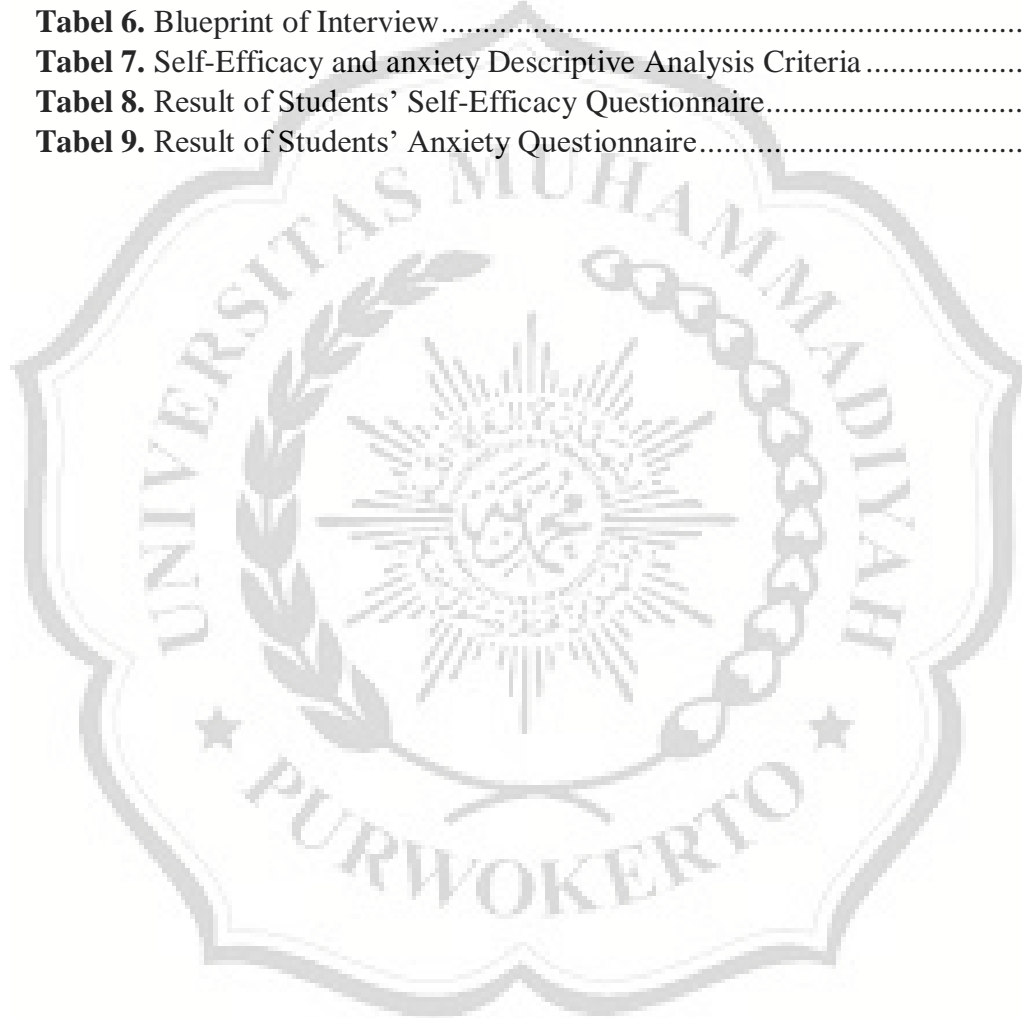 Tabel 6. Blueprint of Interview........................................................................
Tabel 7. Self-Efficacy and anxiety Descriptive Analysis Criteria...................
Tabel 8. Result of Students’ Self-Efficacy Questionnaire..............................
Tabel 9. Result of Students’ Anxiety Questionnaire.......................................
UNIVERSITAS MUHAMMADIYAH
PURWOKERTO